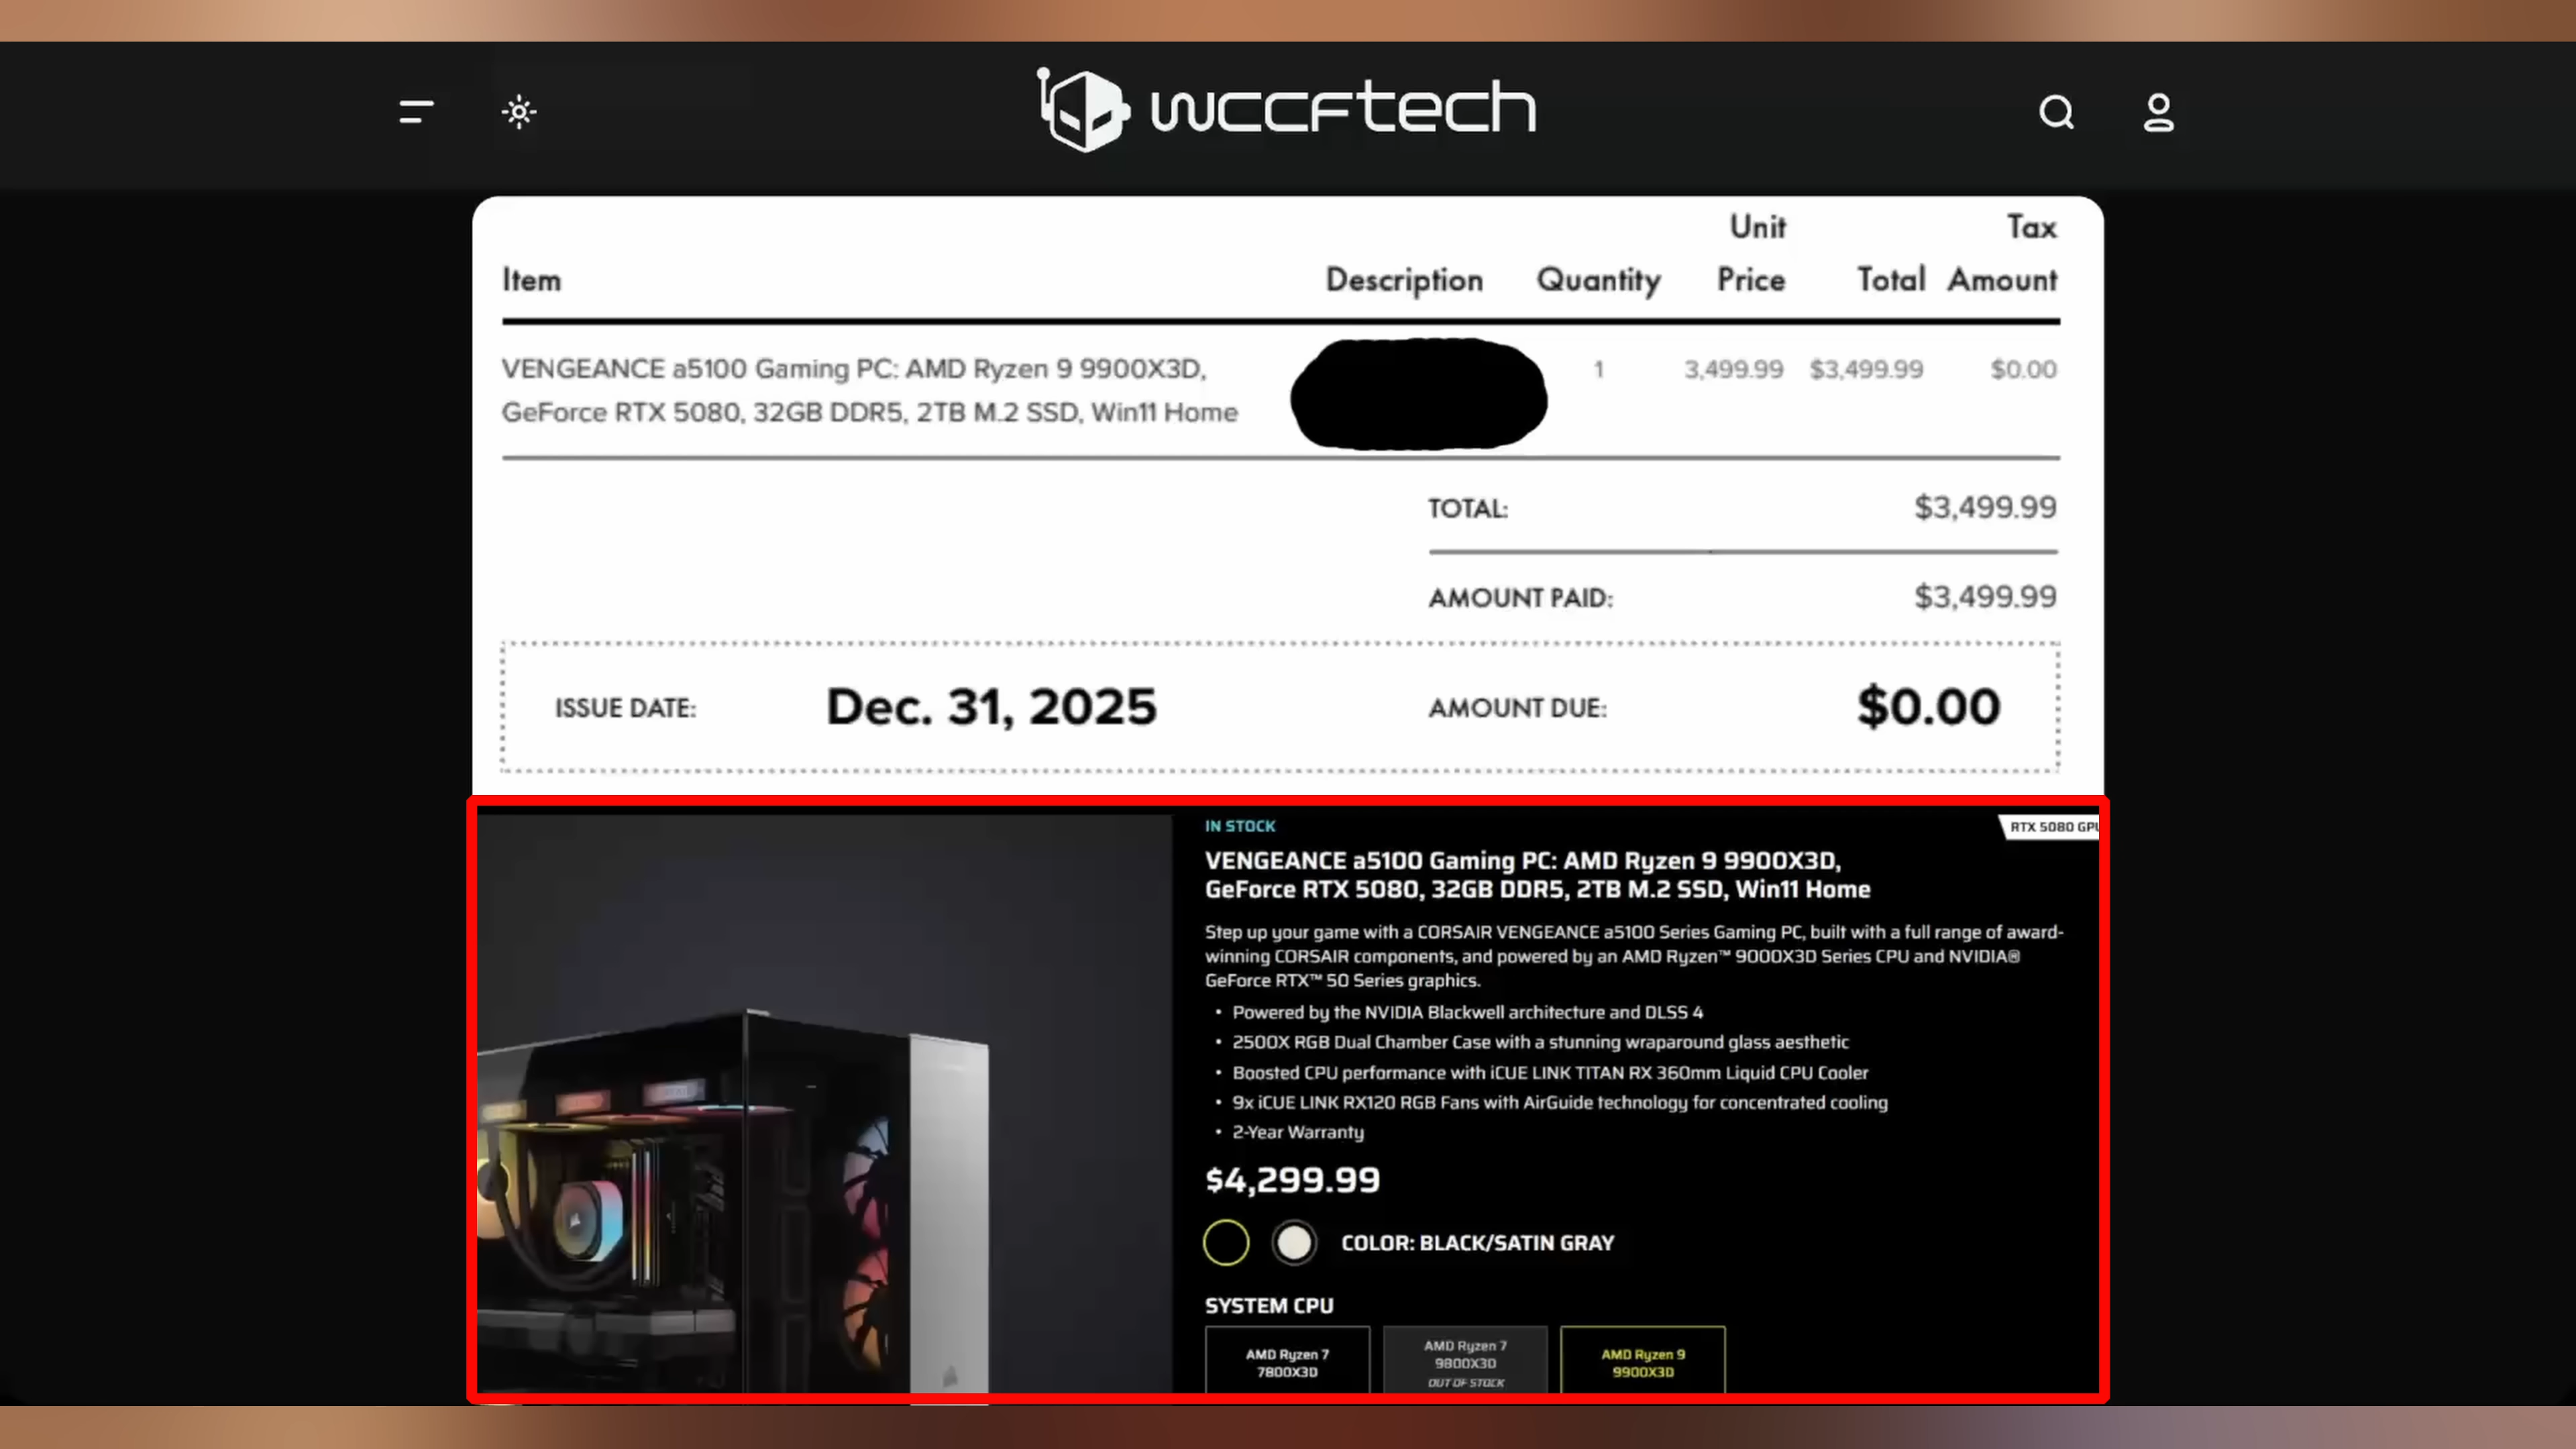 wccftech
Unit Tax
Item Description Quantity Price Total Amount
VENGEANCE a5100 Gaming PC: AMD Ryzen 9 9900X3D, 1 3,499.99 $3,499.99 $0.00
GeForce RTX 5080, 32GB DDR5, 2TB M.2 SSD, Win11 Home
TOTAL: $3,499.99
AMOUNT PAID: $3,499.99
ISSUE DATE: Dec. 31, 2025 AMOUNT DUE: $0.00
IN STOCK RTX 5080 GPU
VENGEANCE a5100 Gaming PC: AMD Ryzen 9 9900X3D,
GeForce RTX 5080, 32GB DDR5, 2TB M.2 SSD, Win11 Home
Step up your game with a CORSAIR VENGEANCE a5100 Series Gaming PC, built with a full range of award-
winning CORSAIR components, and powered by an AMD Ryzen™ 9000X3D Series CPU and NVIDIA®
GeForce RTX™ 50 Series graphics.
• Powered by the NVIDIA Blackwell architecture and DLSS 4
• 2500X RGB Dual Chamber Case with a stunning wraparound glass aesthetic
• Boosted CPU performance with iCUE LINK TITAN RX 360mm Liquid CPU Cooler
• 9x iCUE LINK RX120 RGB Fans with AirGuide technology for concentrated cooling
• 2-Year Warranty
$4,299.99
COLOR: BLACK/SATIN GRAY
SYSTEM CPU
AMD Ryzen 7
7800X3D
AMD Ryzen 7
9800X3D
OUT OF STOCK
AMD Ryzen 9
9900X3D